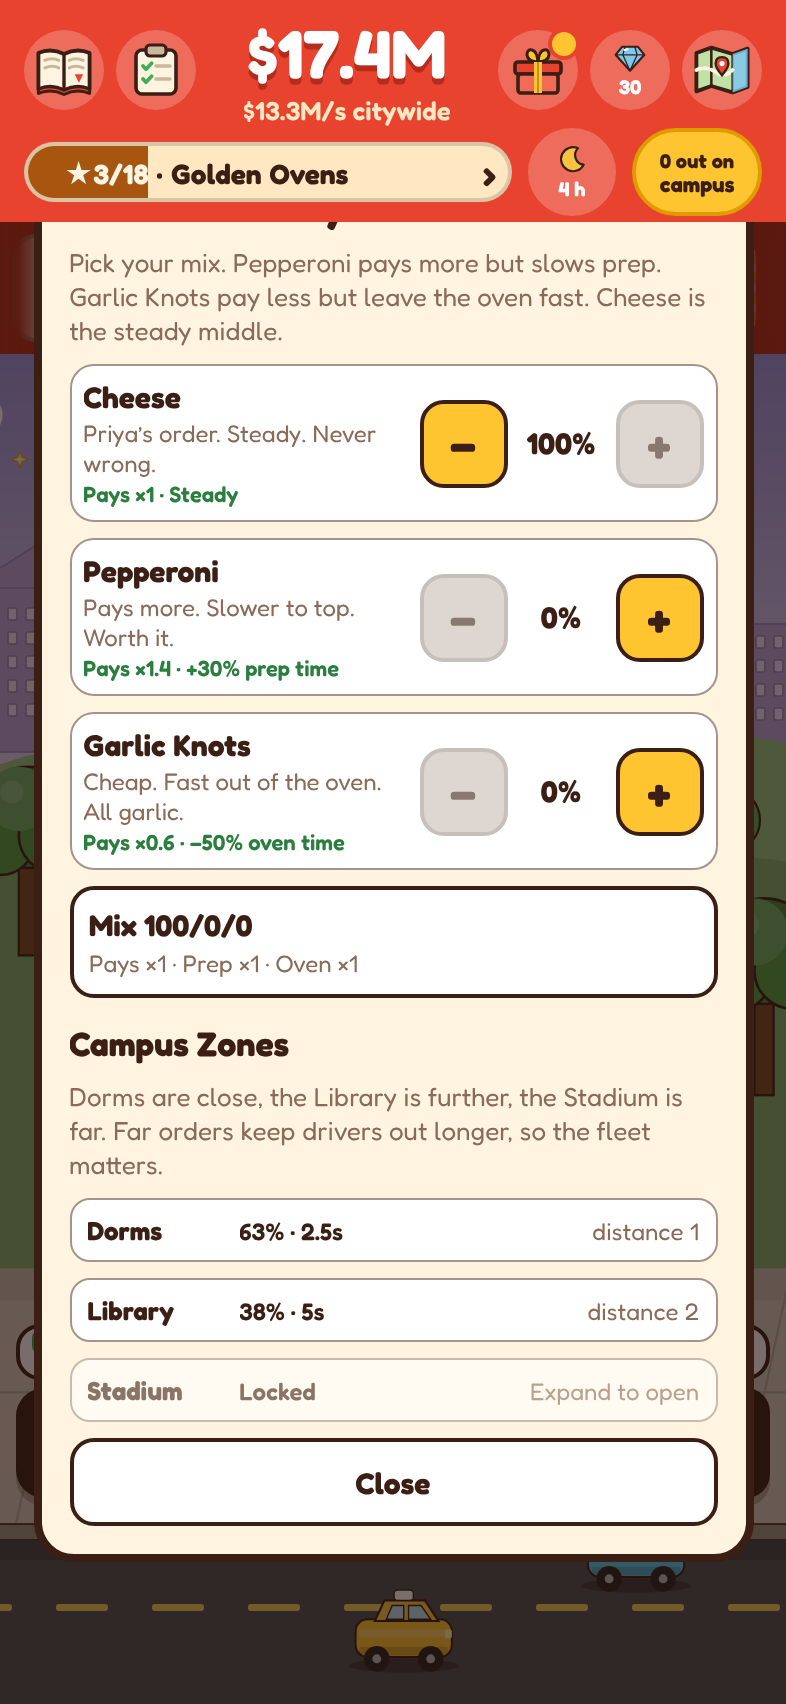 $17.4M
$13.3M/s citywide
30
★3/18 · Golden Ovens
4 h
0 out on
campus
Pick your mix. Pepperoni pays more but slows prep.
Garlic Knots pay less but leave the oven fast. Cheese is
the steady middle.
Cheese
Priya's order. Steady. Never
wrong.
Pays ×1 · Steady
− 100% +
Pepperoni
Pays more. Slower to top.
Worth it.
Pays ×1.4 · +30% prep time
− 0% +
Garlic Knots
Cheap. Fast out of the oven.
All garlic.
Pays ×0.6 · −50% oven time
− 0% +
Mix 100/0/0
Pays ×1 · Prep ×1 · Oven ×1
Campus Zones
Dorms are close, the Library is further, the Stadium is
far. Far orders keep drivers out longer, so the fleet
matters.
Dorms 63% · 2.5s distance 1
Library 38% · 5s distance 2
Stadium Locked Expand to open
Close